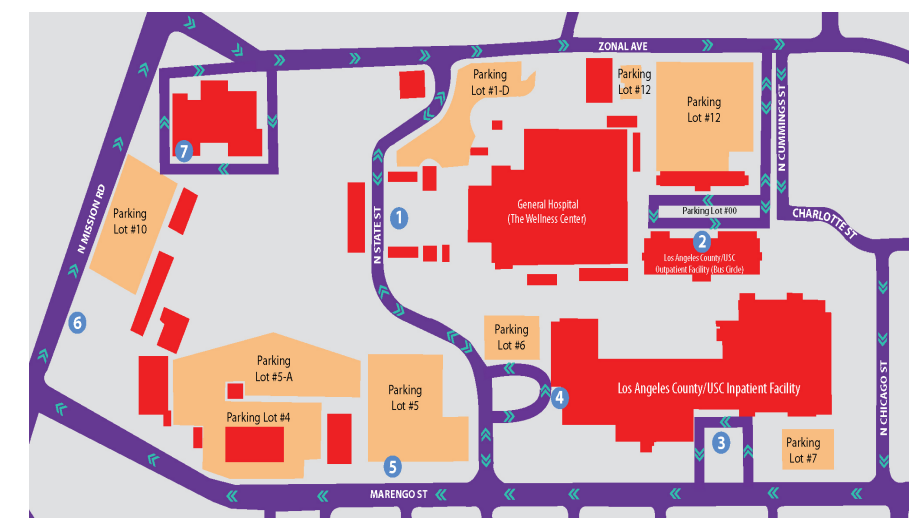 ZONAL AVE
Parking
Lot #1-D
Parking
Lot #12
Parking
Lot #12
N CUMMINGS ST
7
N MISSION RD
Parking
Lot #10
N STATE ST
1
General Hospital
(The Wellness Center)
Parking Lot #00
CHARLOTTE ST
2
Los Angeles County/USC
Outpatient Facility (Bus Circle)
6
Parking
Lot #6
Parking
Lot #5-A
Parking
Lot #5
Los Angeles County/USC Inpatient Facility
4
N CHICAGO ST
Parking Lot #4
3
Parking
Lot #7
5
MARENGO ST